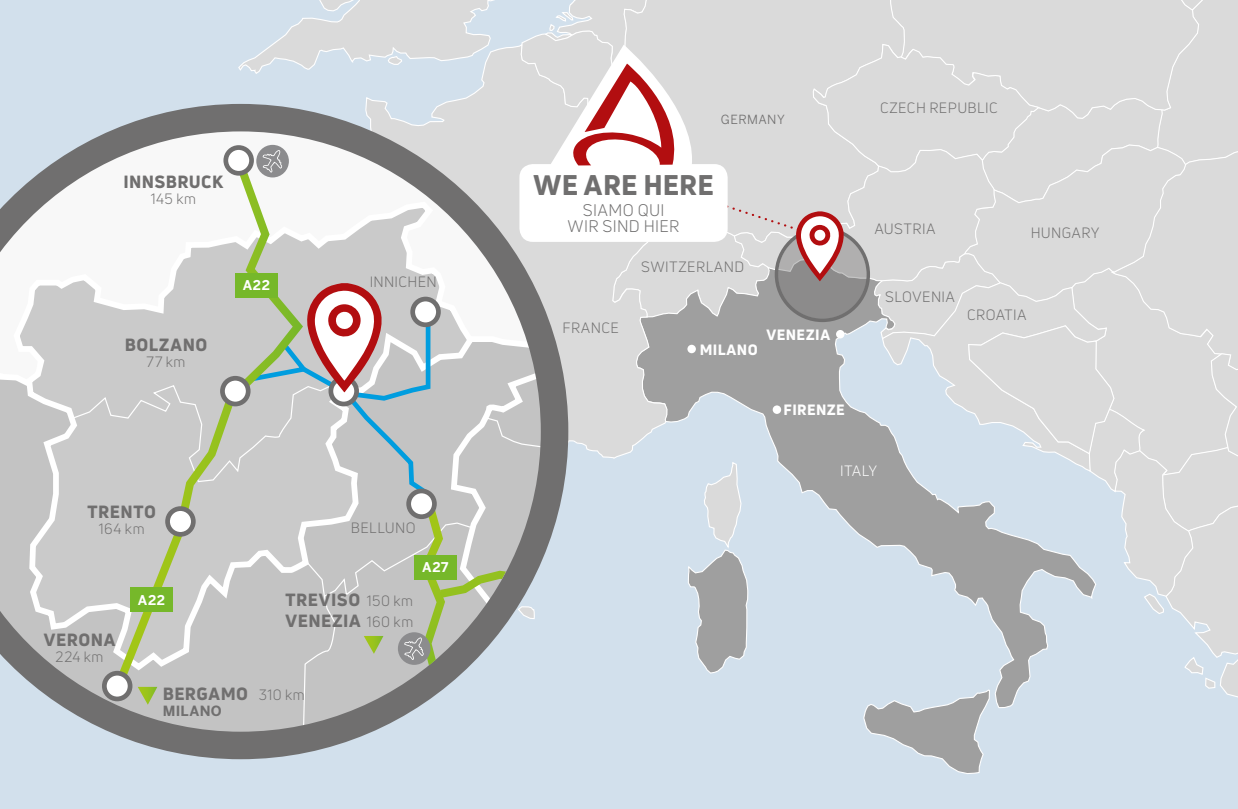 WE ARE HERE
SIAMO QUI
WIR SIND HIER
GERMANY
CZECH REPUBLIC
AUSTRIA
HUNGARY
SWITZERLAND
SLOVENIA
CROATIA
FRANCE
VENEZIA
MILANO
FIRENZE
ITALY
INNSBRUCK
145 km
A22
INNICHEN
BOLZANO
77 km
TRENTO
164 km
BELLUNO
A27
A22
TREVISO 150 km
VENEZIA 160 km
VERONA
224 km
BERGAMO 310 km
MILANO